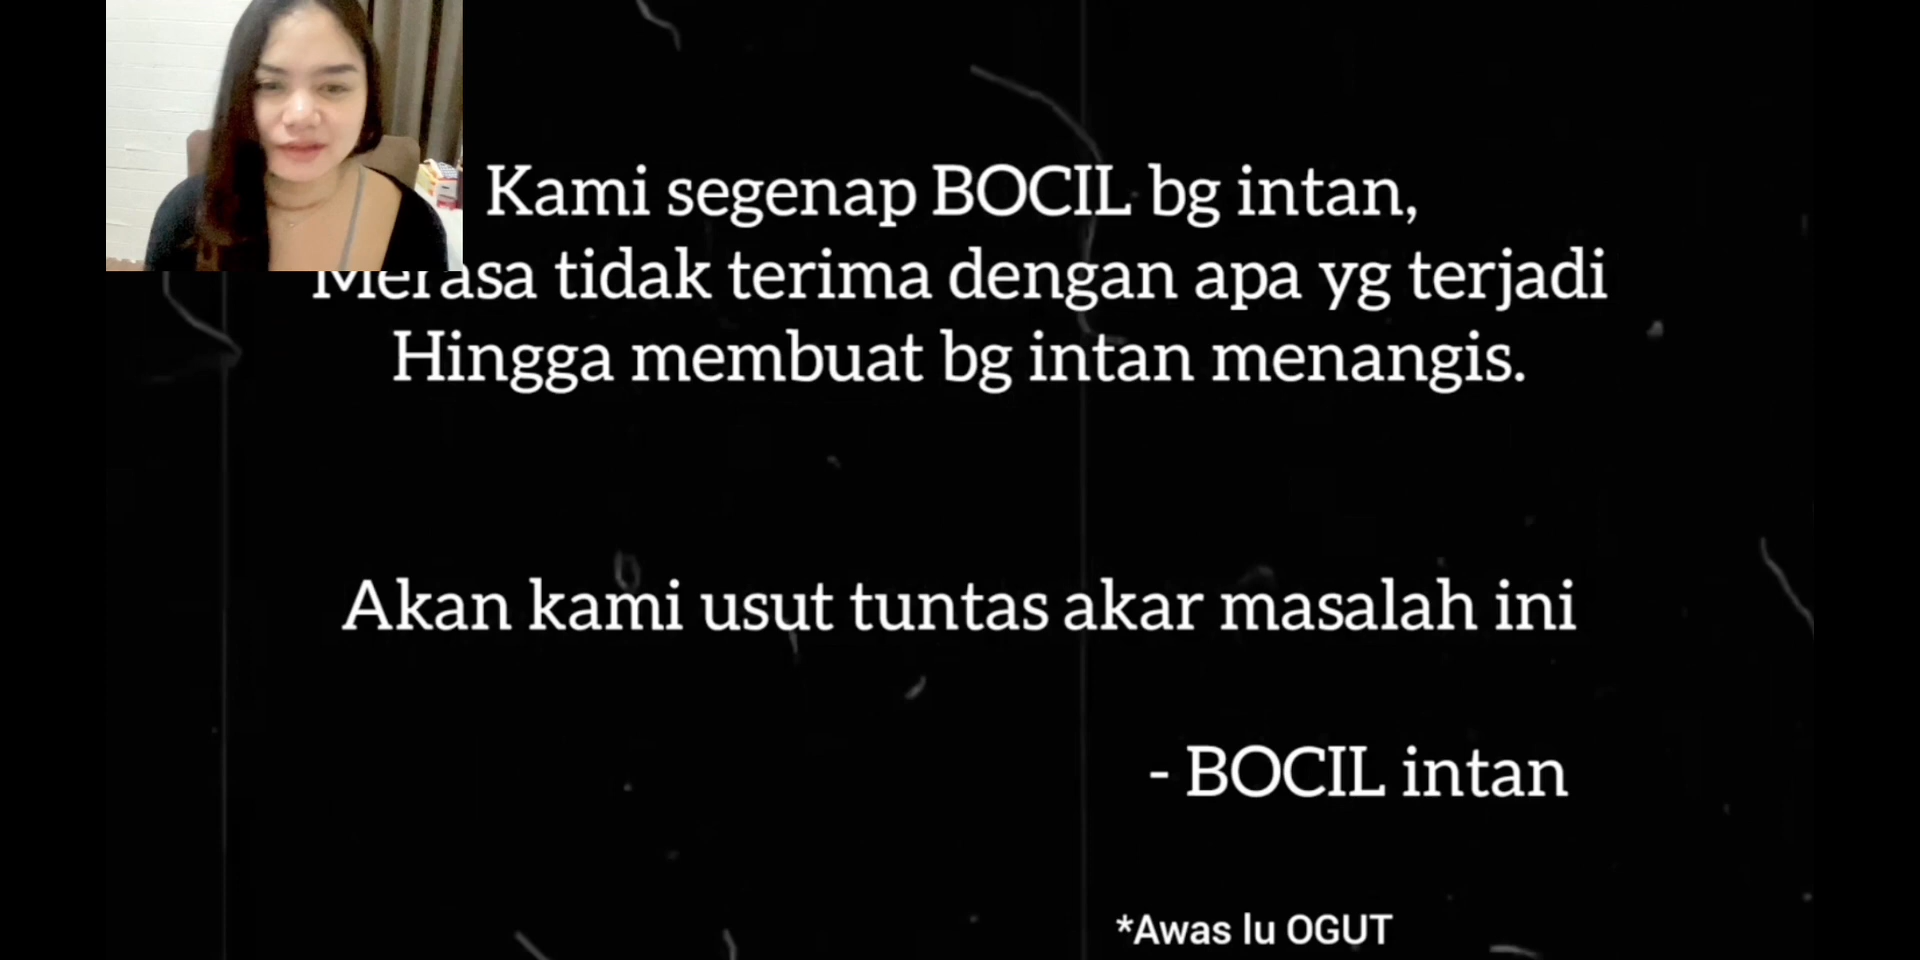 Kami segenap BOCIL bg intan,
Merasa tidak terima dengan apa yg terjadi
Hingga membuat bg intan menangis.
Akan kami usut tuntas akar masalah ini
- BOCIL intan
*Awas lu OGUT